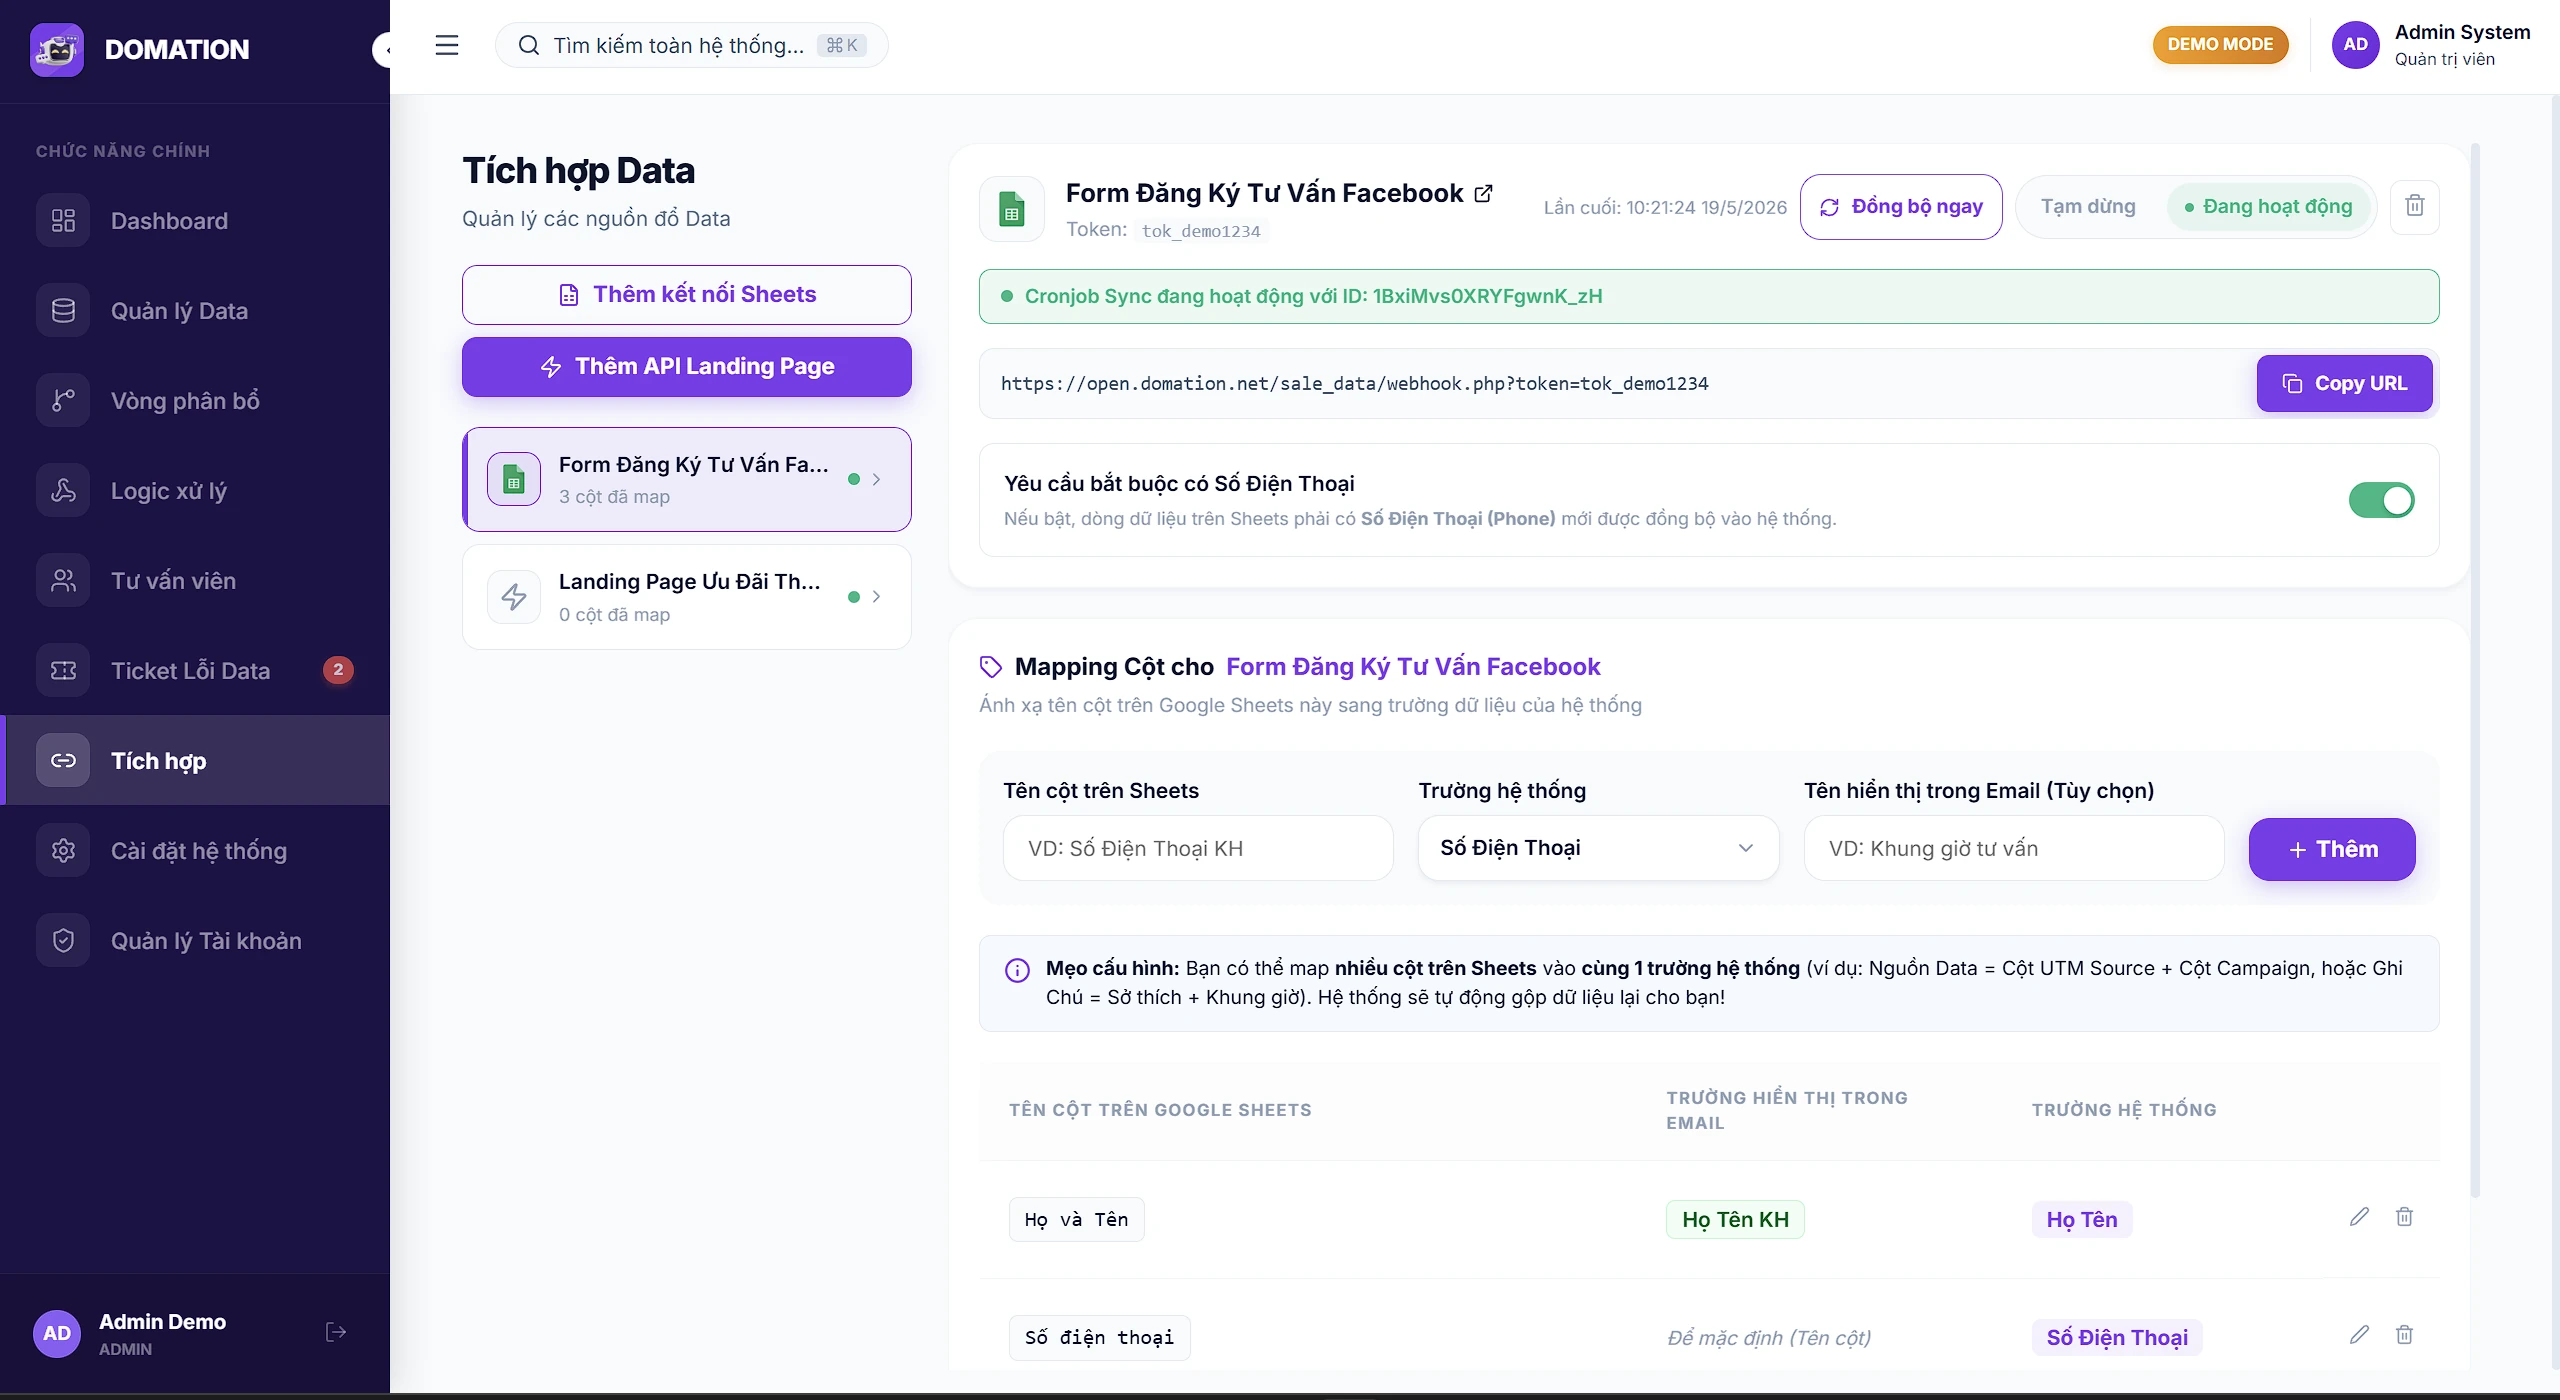 DOMATION
CHỨC NĂNG CHÍNH
Dashboard
Quản lý Data
Vòng phân bổ
Logic xử lý
Tư vấn viên
Ticket Lỗi Data
2
Tích hợp
Cài đặt hệ thống
Quản lý Tài khoản
AD
Admin Demo
ADMIN
Tìm kiếm toàn hệ thống...
⌘K
DEMO MODE
AD
Admin System
Quản trị viên
Tích hợp Data
Quản lý các nguồn đổ Data
Thêm kết nối Sheets
Thêm API Landing Page
Form Đăng Ký Tư Vấn Fa...
3 cột đã map
Landing Page Ưu Đãi Th...
0 cột đã map
Form Đăng Ký Tư Vấn Facebook
Token: tok_demo1234
Lần cuối: 10:21:24 19/5/2026
Đồng bộ ngay
Tạm dừng
Đang hoạt động
Cronjob Sync đang hoạt động với ID: 1BxiMvs0XRYFgwnK_zH
https://open.domation.net/sale_data/webhook.php?token=tok_demo1234
Copy URL
Yêu cầu bắt buộc có Số Điện Thoại
Nếu bật, dòng dữ liệu trên Sheets phải có Số Điện Thoại (Phone) mới được đồng bộ vào hệ thống.
Mapping Cột cho Form Đăng Ký Tư Vấn Facebook
Ánh xạ tên cột trên Google Sheets này sang trường dữ liệu của hệ thống
Tên cột trên Sheets
Trường hệ thống
Tên hiển thị trong Email (Tùy chọn)
VD: Số Điện Thoại KH
Số Điện Thoại
VD: Khung giờ tư vấn
+ Thêm
Mẹo cấu hình: Bạn có thể map nhiều cột trên Sheets vào cùng 1 trường hệ thống (ví dụ: Nguồn Data = Cột UTM Source + Cột Campaign, hoặc Ghi
Chú = Sở thích + Khung giờ). Hệ thống sẽ tự động gộp dữ liệu lại cho bạn!
TÊN CỘT TRÊN GOOGLE SHEETS
TRƯỜNG HIỂN THỊ TRONG
EMAIL
TRƯỜNG HỆ THỐNG
Họ và Tên
Họ Tên KH
Họ Tên
Số điện thoại
Để mặc định (Tên cột)
Số Điện Thoại